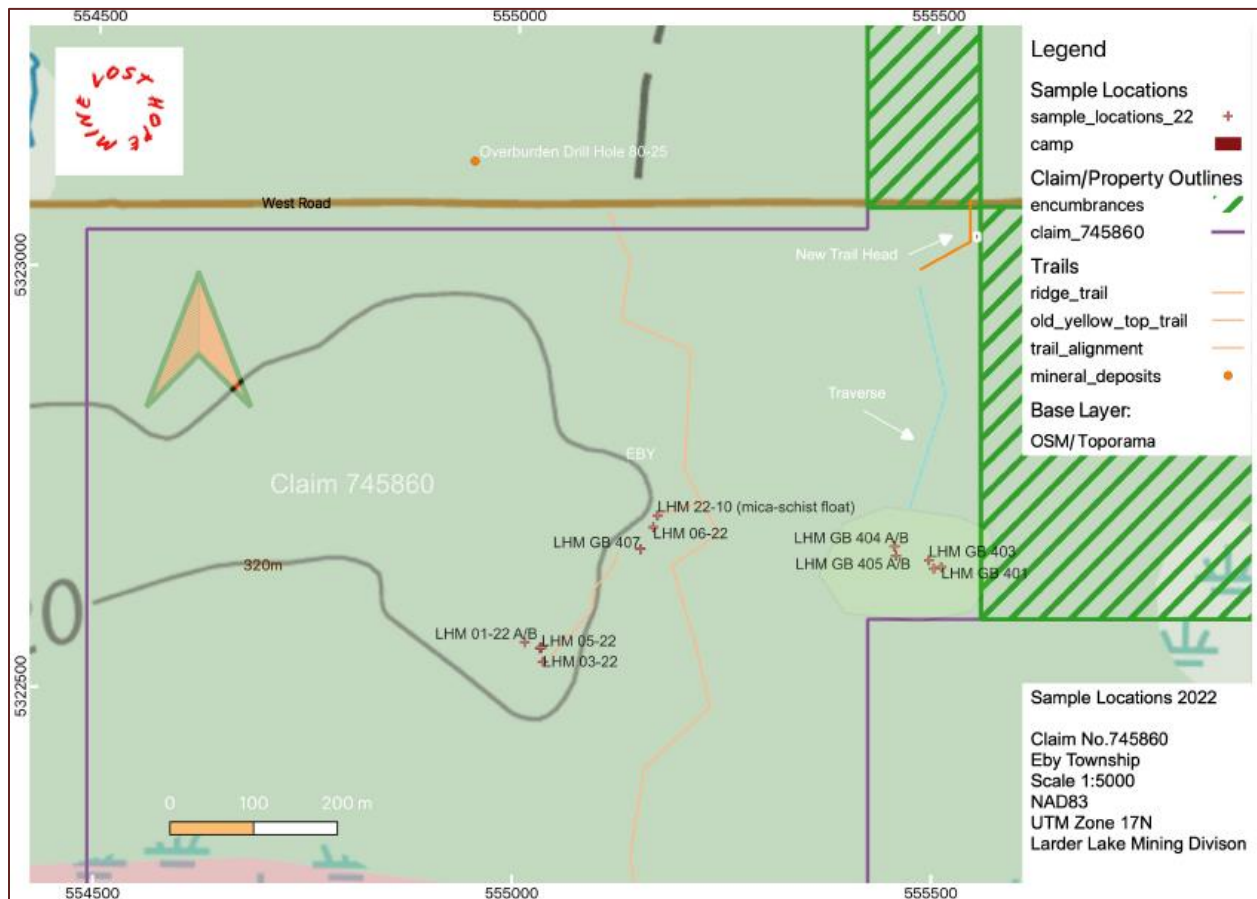 554500
555000
555500
LOST HOPE MINE
Overburden Drill Hole 80-25
West Road
5323000
New Trail Head
Traverse
EBY
Claim 745860
LHM 22-10 (mica-schist float)
LHM 06-22
LHM GB 407
LHM GB 404 A/B
LHM GB 403
LHM GB 405 A/B
LHM GB 401
320m
0
LHM 01-22 A/B
LHM 05-22
LHM 03-22
5322500
0 100 200 m
554500
555000
555500
Legend
Sample Locations
sample_locations_22
camp
Claim/Property Outlines
encumbrances
claim_745860
Trails
ridge_trail
old_yellow_top_trail
trail_alignment
mineral_deposits
Base Layer:
OSM/Toporama
Sample Locations 2022
Claim No.745860
Eby Township
Scale 1:5000
NAD83
UTM Zone 17N
Larder Lake Mining Divison